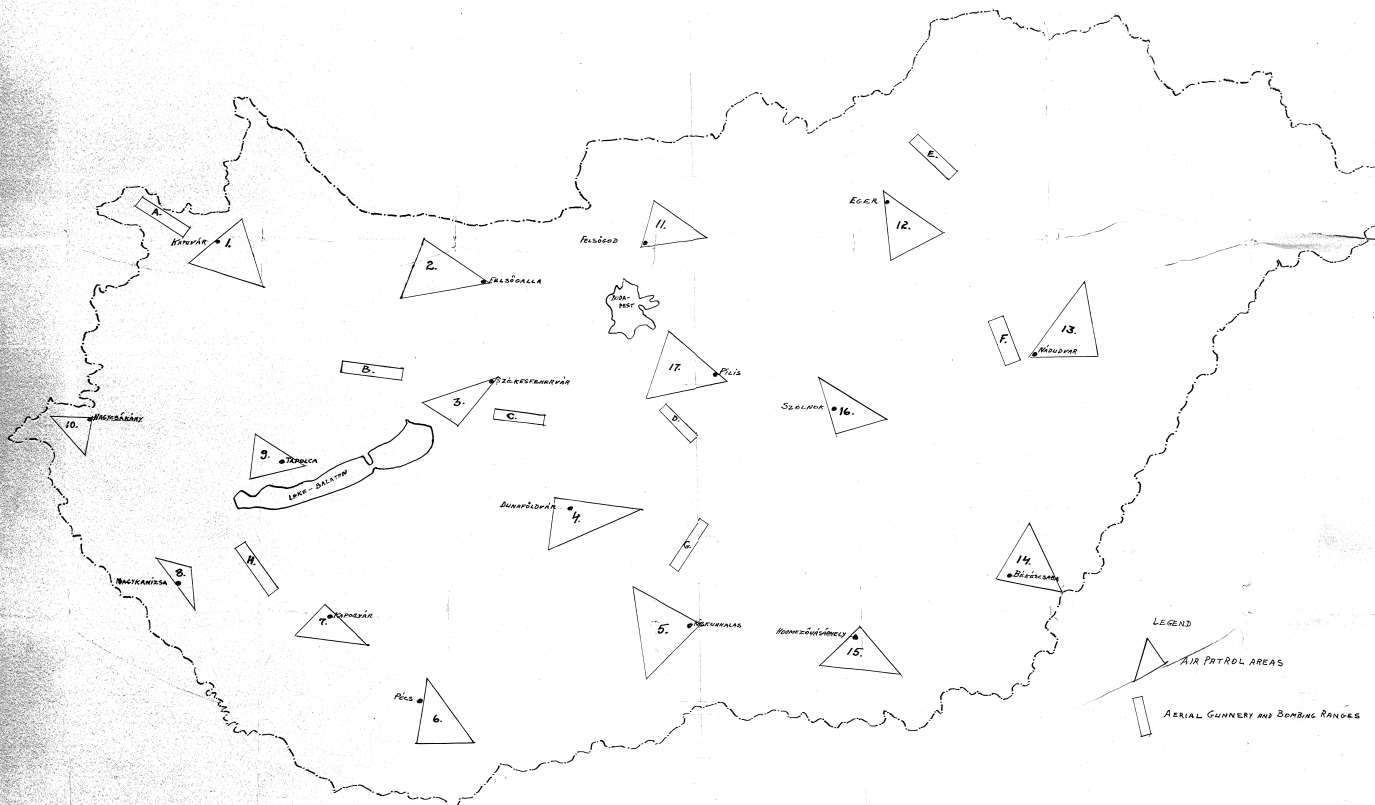 E.
A.
EGER
12.
11.
FELSŐGOD
KAPUVÁR 1.
2.
FELSŐGALLA
BUDA-
PEST
13.
NÁDUDVAR
F.
B.
17.
PILIS
3.
SZÉKESFEHERVÁR
C.
D.
SZOLNOK
16.
10.
9.
TAPOLCA
LAKE-BALATON
DUNAFÖLDVÁR
4.
G.
H.
8.
NAGYKANIZSA
14.
BÉKÉSCSABA
7.
KAPOSVÁR
5.
KISKUNHALAS
HODMEZŐVÁSÁRHELY
15.
PÉCS
6.
LEGEND
AIR PATROL AREAS
AERIAL GUNNERY AND BOMBING RANGES